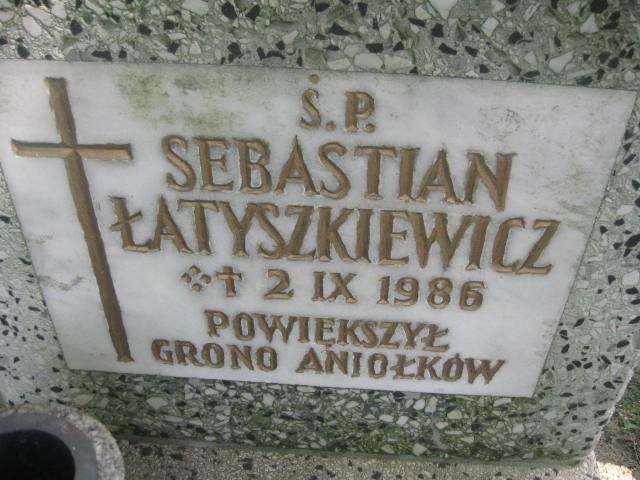 Ś.P.
SEBASTIAN
ŁATYSZKIEWICZ
※† 2 IX 1986
POWIEKSZYŁ
GRONO ANIOŁKÓW